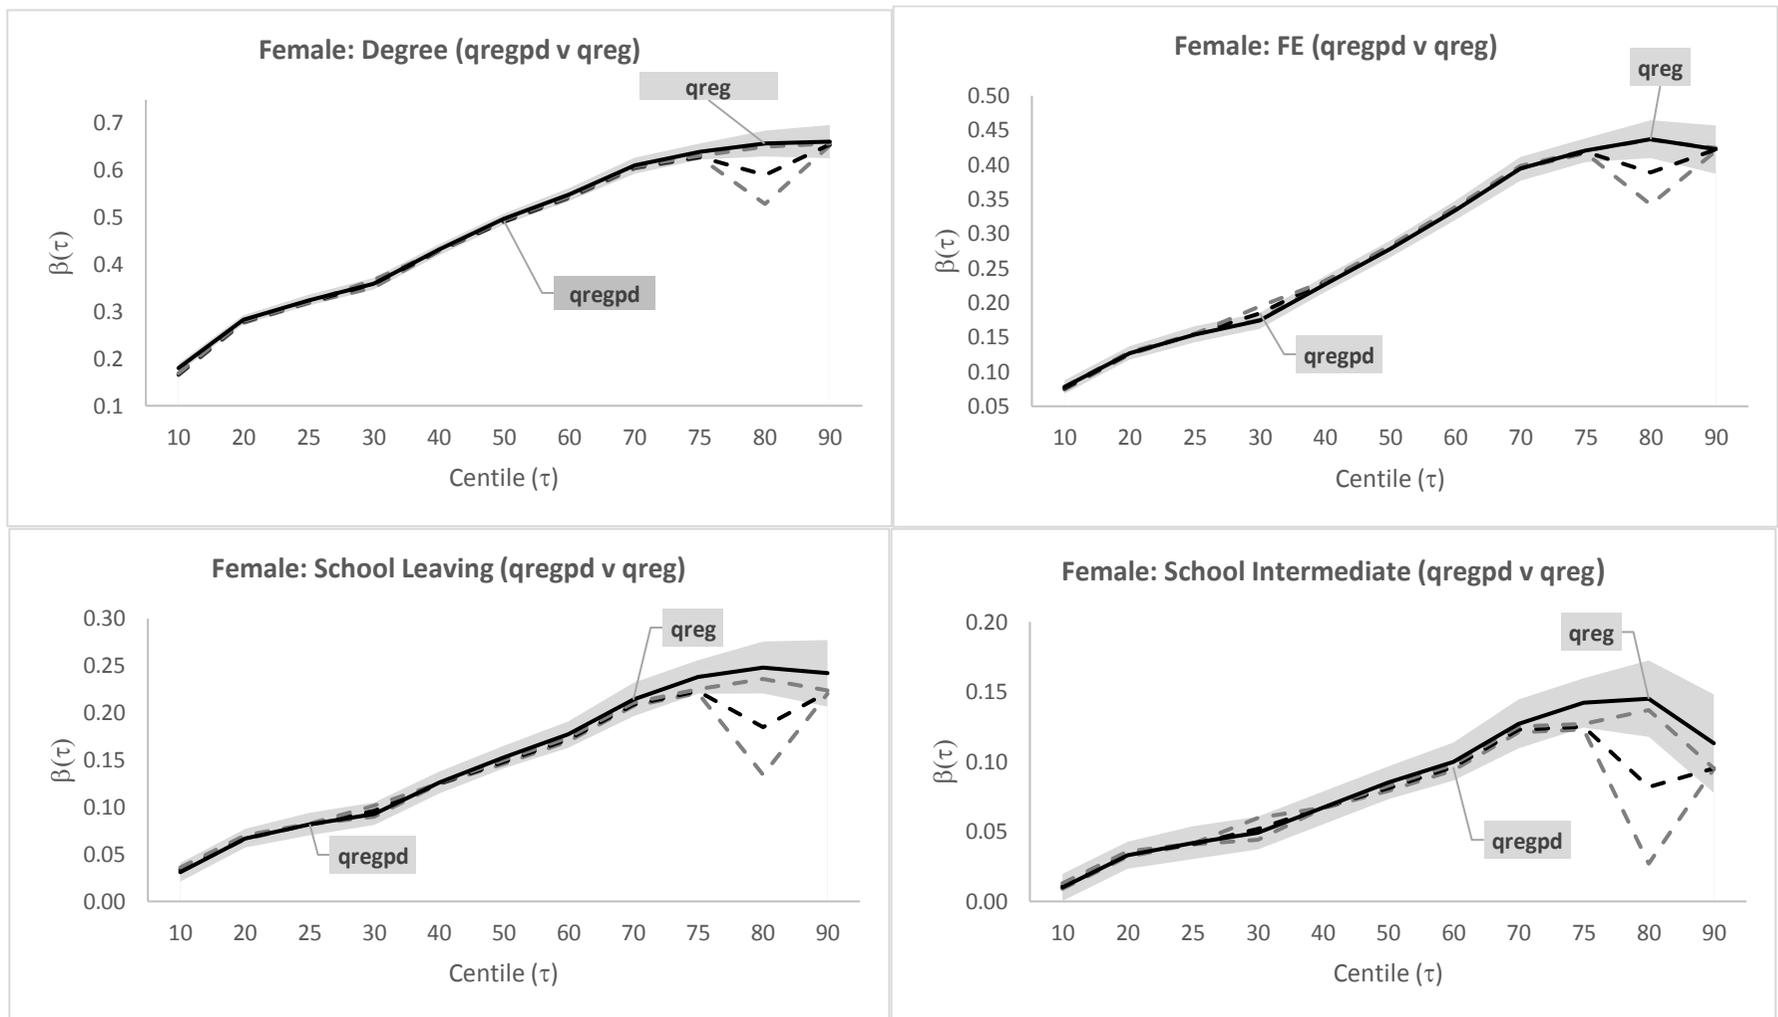 Female: Degree (qregpd v qreg)
qreg
0.7
0.6
0.5
0.4
0.3
0.2
0.1
β(τ)
qregpd
10 20 25 30 40 50 60 70 75 80 90
Centile (τ)
Female: FE (qregpd v qreg)
qreg
0.50
0.45
0.40
0.35
0.30
0.25
0.20
0.15
0.10
0.05
β(τ)
qregpd
10 20 25 30 40 50 60 70 75 80 90
Centile (τ)
Female: School Leaving (qregpd v qreg)
qreg
0.30
0.25
0.20
0.15
0.10
0.05
0.00
β(τ)
qregpd
10 20 25 30 40 50 60 70 75 80 90
Centile (τ)
Female: School Intermediate (qregpd v qreg)
qreg
0.20
0.15
0.10
0.05
0.00
β(τ)
qregpd
10 20 25 30 40 50 60 70 75 80 90
Centile (τ)